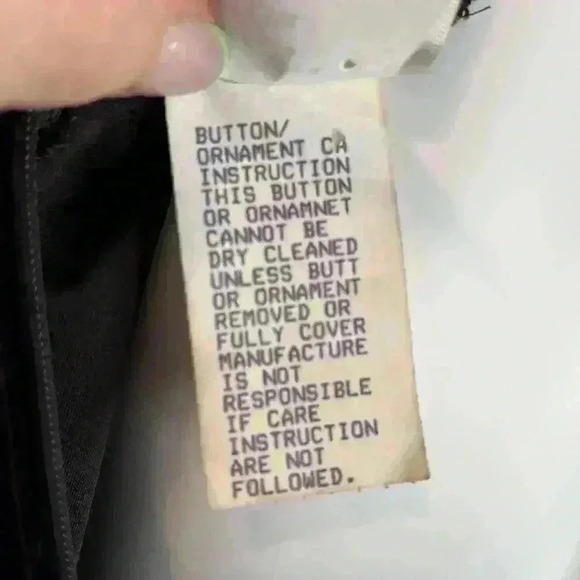 BUTTON/
ORNAMENT CA
INSTRUCTION
THIS BUTTON
OR ORNAMNET
CANNOT BE
DRY CLEANED
UNLESS BUTT
OR ORNAMENT
REMOVED OR
FULLY COVER
MANUFACTURE
IS NOT
RESPONSIBLE
IF CARE
INSTRUCTION
ARE NOT
FOLLOWED.